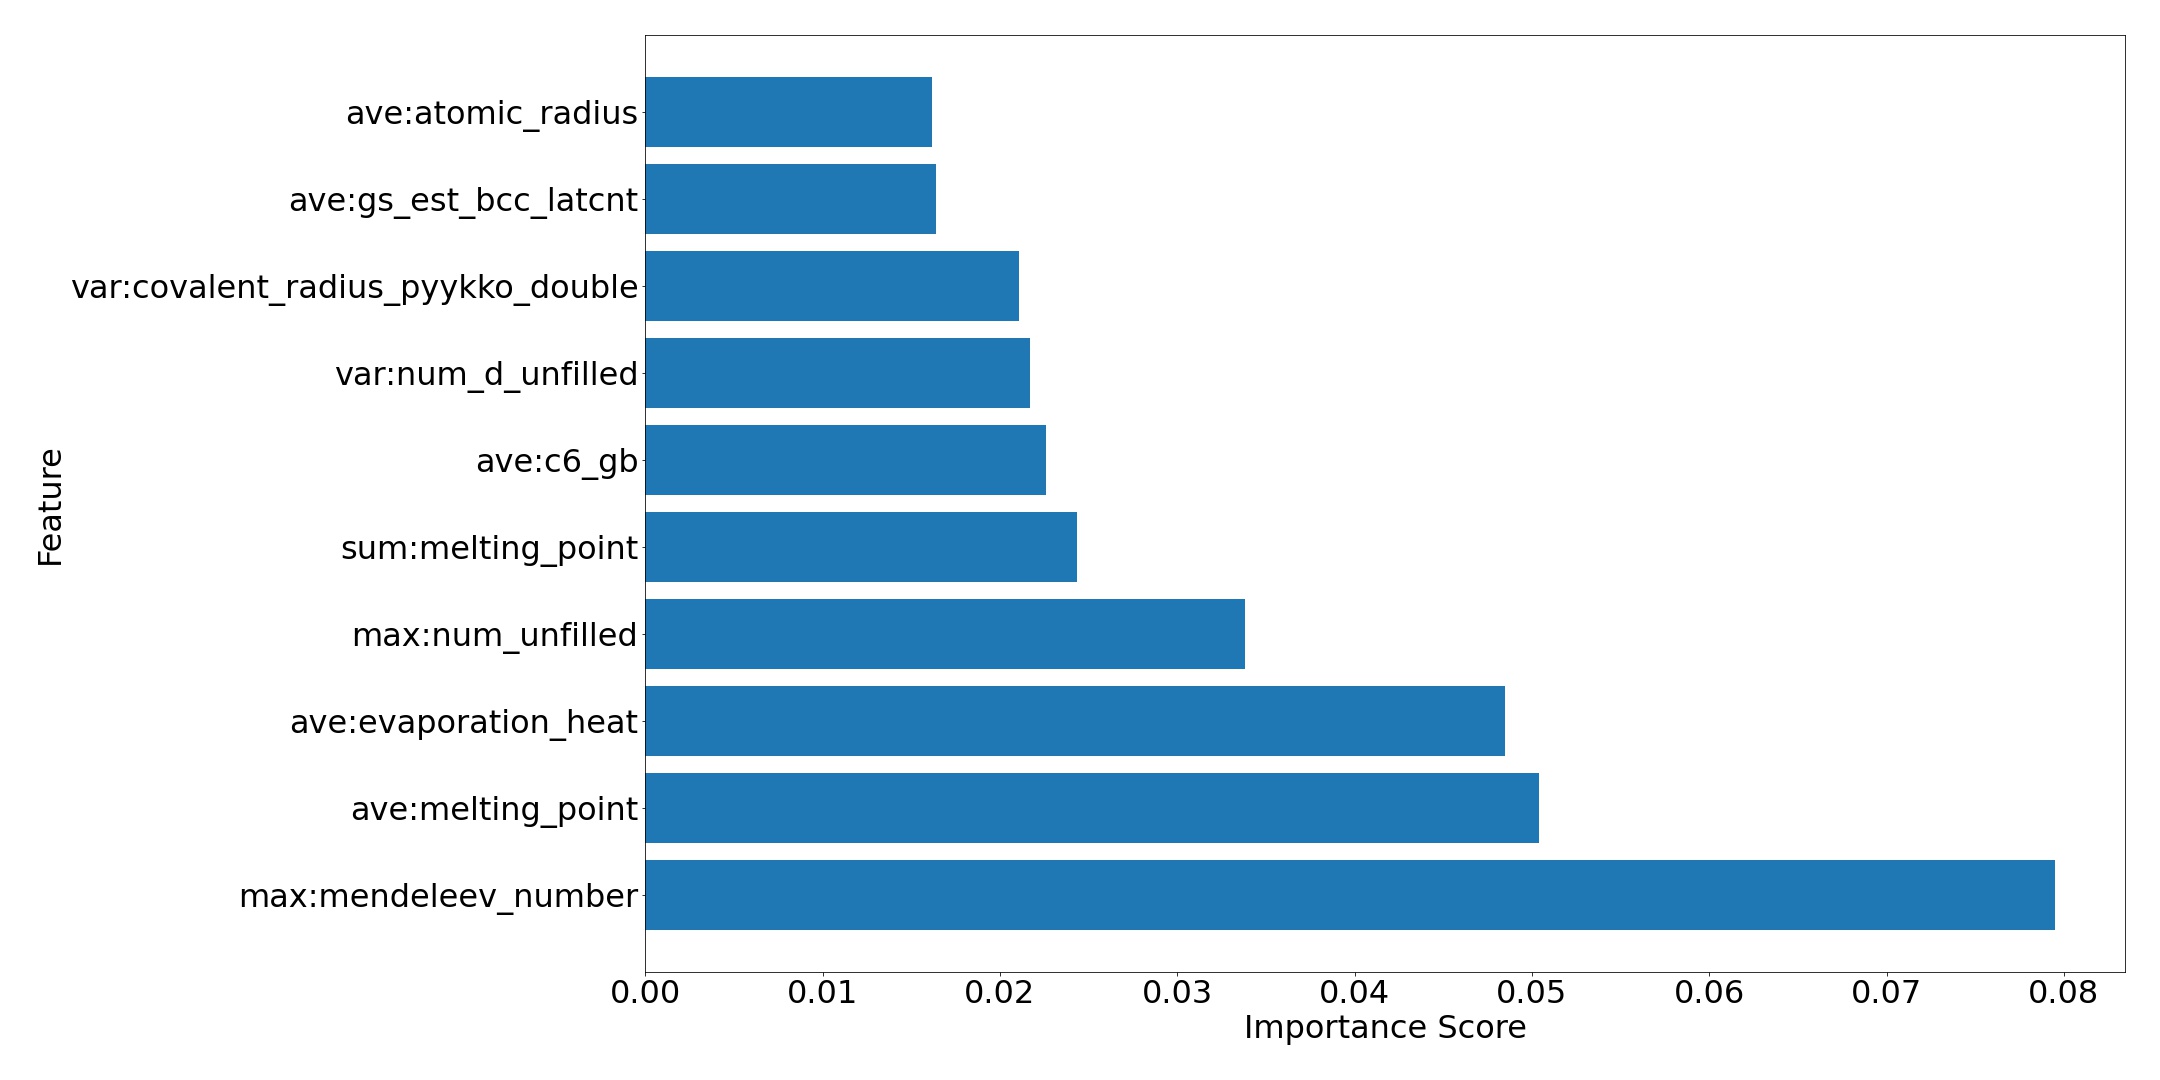 ave:atomic_radius
ave:gs_est_bcc_latcnt
var:covalent_radius_pyykko_double
var:num_d_unfilled
ave:c6_gb
sum:melting_point
max:num_unfilled
ave:evaporation_heat
ave:melting_point
max:mendeleev_number
Feature
0.00 0.01 0.02 0.03 0.04 0.05 0.06 0.07 0.08
Importance Score